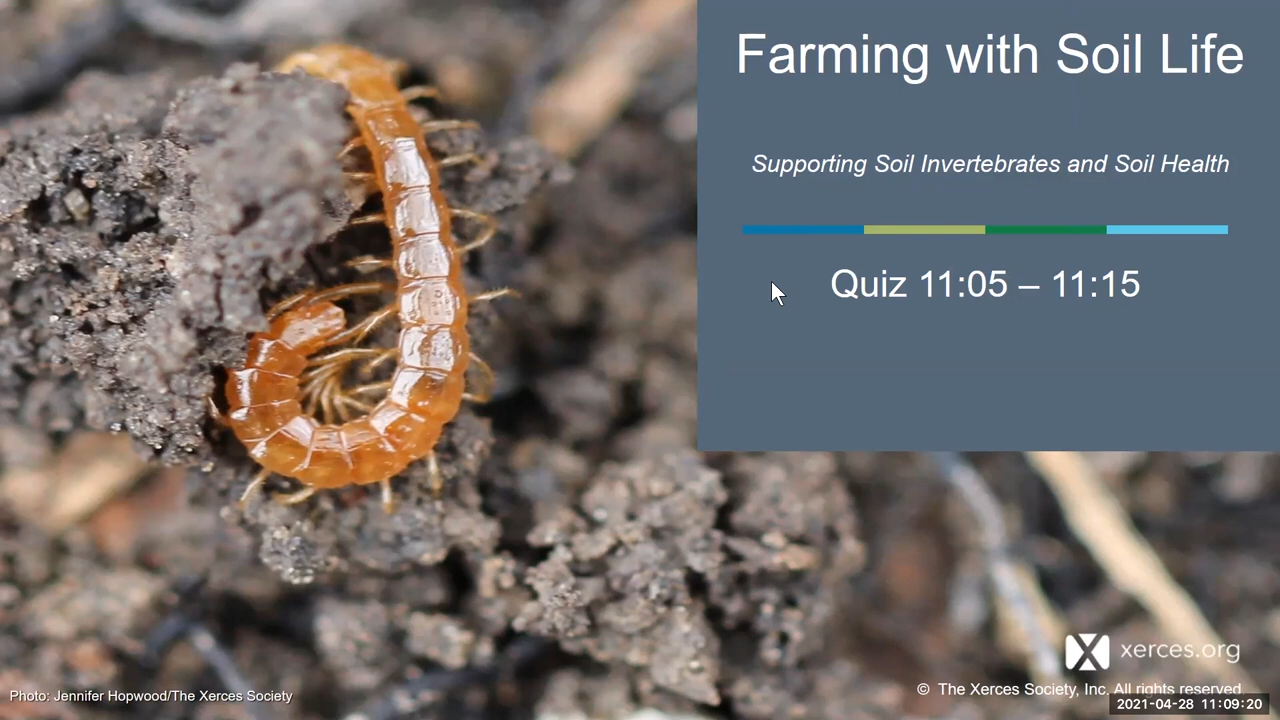 Farming with Soil Life
Supporting Soil Invertebrates and Soil Health
Quiz 11:05 – 11:15
xerces.org
Photo: Jennifer Hopwood/The Xerces Society
© The Xerces Society, Inc. All rights reserved.
2021-04-28 11:09:20